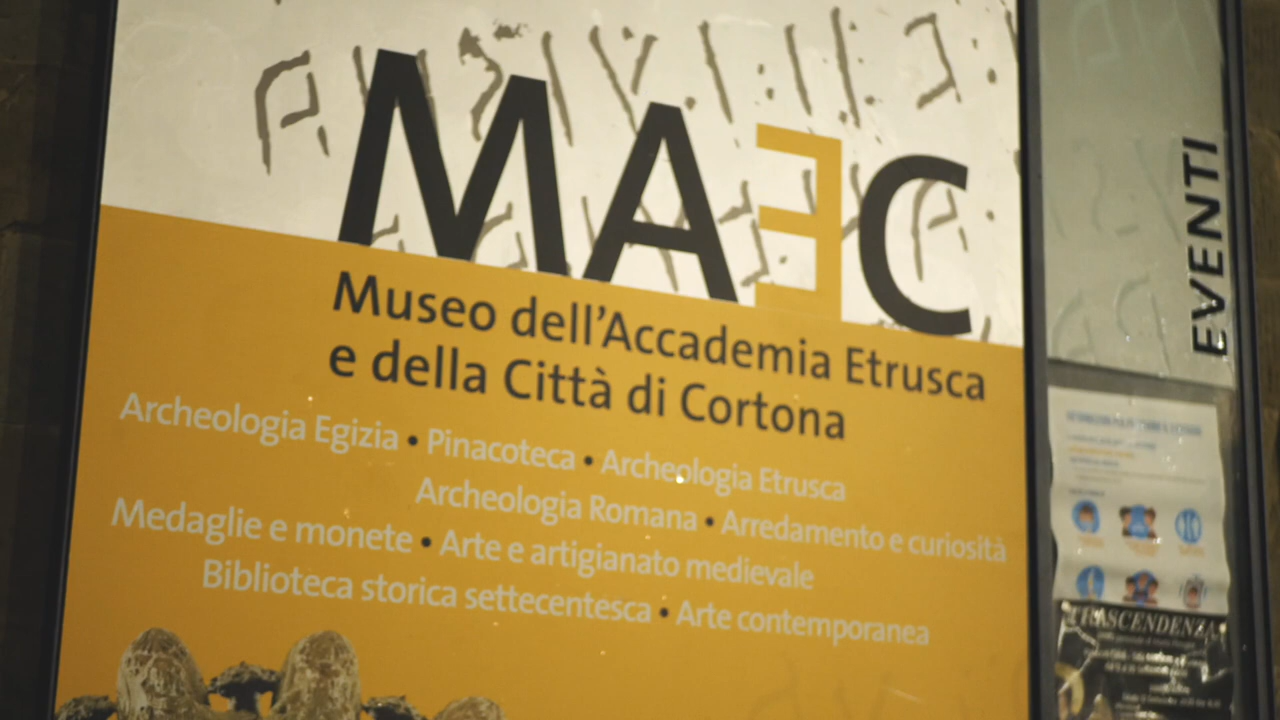 MAEC
Museo dell'Accademia Etrusca
e della Città di Cortona
Archeologia Egizia • Pinacoteca • Archeologia Etrusca
Archeologia Romana • Arredamento e curiosità
Medaglie e monete • Arte e artigianato medievale
Biblioteca storica settecentesca • Arte contemporanea
EVENTI
TRASCENDENZA